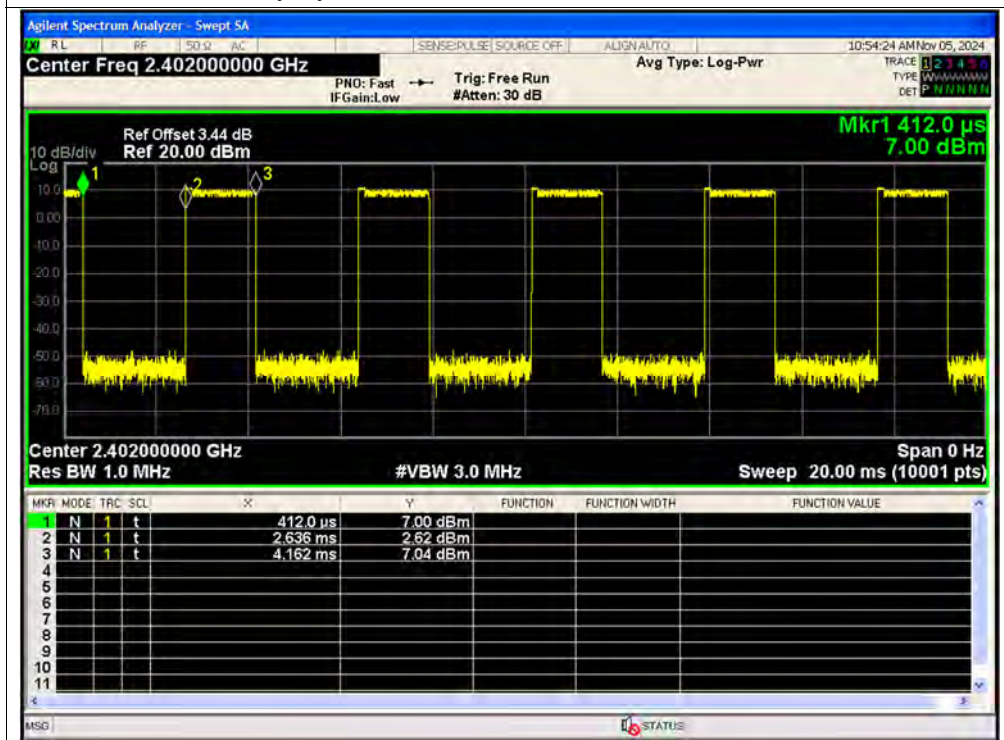 Agilent Spectrum Analyzer - Swept SA
RL RF 50 Ω AC SENSE:PULSE SOURCE OFF ALIGN AUTO 10:54:24 AM Nov 05, 2024
Center Freq 2.402000000 GHz Avg Type: Log-Pwr TRACE 1 2 3 4 5 6
PNO: Fast Trig: Free Run TYPE
IFGain:Low #Atten: 30 dB DET P N N N N N
Mkr1 412.0 µs
Ref Offset 3.44 dB
10 dB/div Ref 20.00 dBm 7.00 dBm
Log
1 2 3
10.0
0.00
-10.0
-20.0
-30.0
-40.0
-50.0
-60.0
-70.0
Center 2.402000000 GHz Span 0 Hz
Res BW 1.0 MHz #VBW 3.0 MHz Sweep 20.00 ms (10001 pts)
MKR MODE TRC SCL X Y FUNCTION FUNCTION WIDTH FUNCTION VALUE
1 N 1 t 412.0 µs 7.00 dBm
2 N 1 t 2.636 ms 2.62 dBm
3 N 1 t 4.162 ms 7.04 dBm
4
5
6
7
8
9
10
11
MSG STATUS